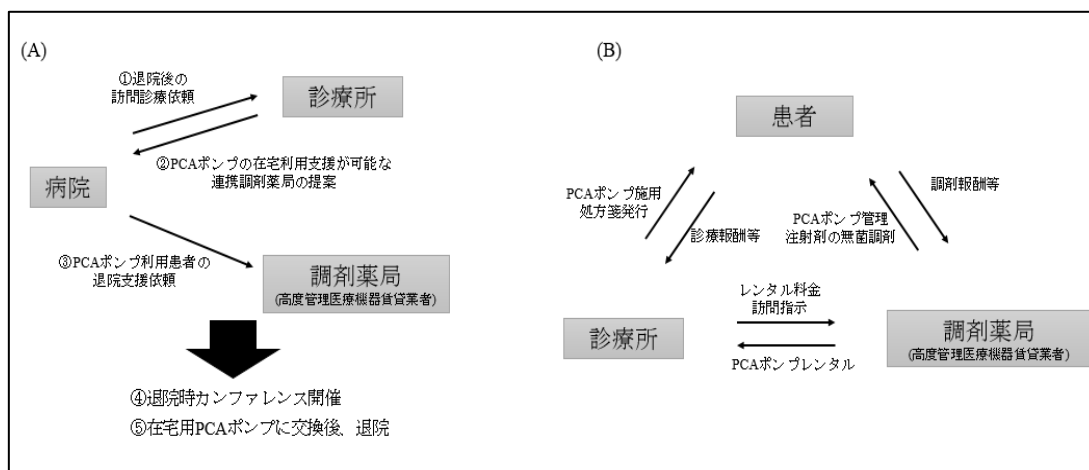 (A)
①退院後の
訪問診療依頼
診療所
②PCAポンプの在宅利用支援が可能な
連携調剤薬局の提案
病院
③PCAポンプ利用患者の
退院支援依頼
調剤薬局
(高度管理医療機器賃貸業者)
④退院時カンファレンス開催
⑤在宅用PCAポンプに交換後、退院
(B)
患者
PCAポンプ施用
処方箋発行
診療報酬等
調剤報酬等
PCAポンプ管理
注射剤の無菌調剤
レンタル料金
訪問指示
診療所
PCAポンプレンタル
調剤薬局
(高度管理医療機器賃貸業者)